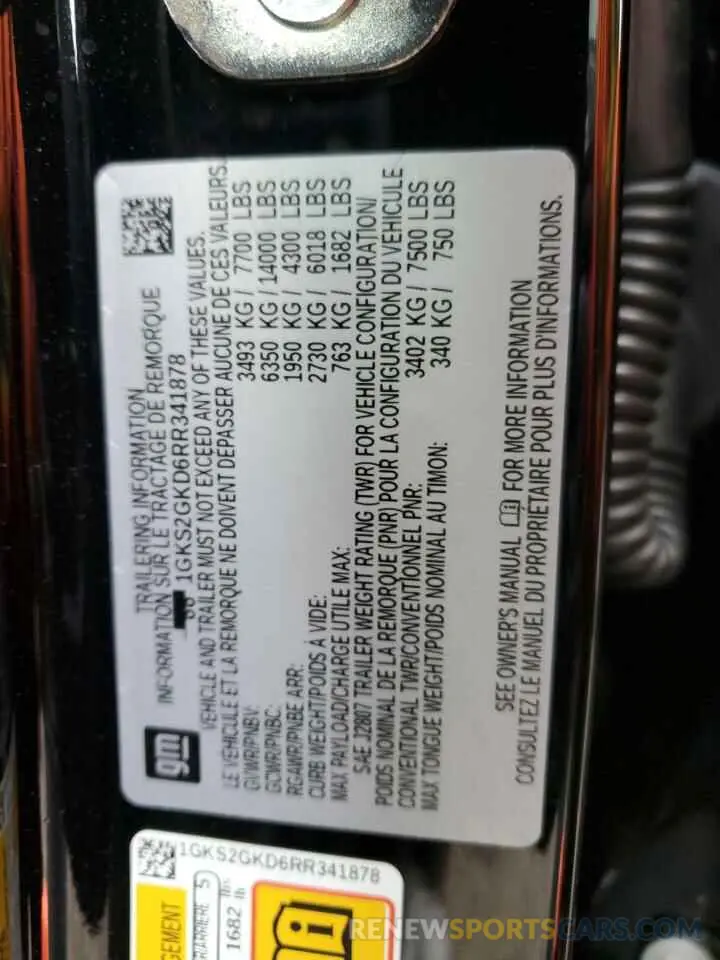 TRAILERING INFORMATION
INFORMATION SUR LE TRACTAGE DE REMORQUE
gm
1GKS2GKD6RR341878
VEHICLE AND TRAILER MUST NOT EXCEED ANY OF THESE VALUES.
LE VÉHICULE ET LA REMORQUE NE DOIVENT DÉPASSER AUCUNE DE CES VALEURS.
GVWR/PNBV: 3493 KG / 7700 LBS
GCWR/PNBC: 6350 KG / 14000 LBS
RGAWR/PNBE ARR: 1950 KG / 4300 LBS
CURB WEIGHT/POIDS À VIDE: 2730 KG / 6018 LBS
MAX PAYLOAD/CHARGE UTILE MAX: 763 KG / 1682 LBS
SAE J2807 TRAILER WEIGHT RATING (TWR) FOR VEHICLE CONFIGURATION/
POIDS NOMINAL DE LA REMORQUE (PNR) POUR LA CONFIGURATION DU VÉHICULE
CONVENTIONAL TWR/CONVENTIONNEL PNR: 3402 KG / 7500 LBS
MAX TONGUE WEIGHT/POIDS NOMINAL AU TIMON: 340 KG / 750 LBS
SEE OWNER'S MANUAL FOR MORE INFORMATION
CONSULTEZ LE MANUEL DU PROPRIÉTAIRE POUR PLUS D'INFORMATIONS.
1GKS2GKD6RR341878
GEMENT
ARRIERE 5
1682 lb
RENEWSPORTSCARS.COM